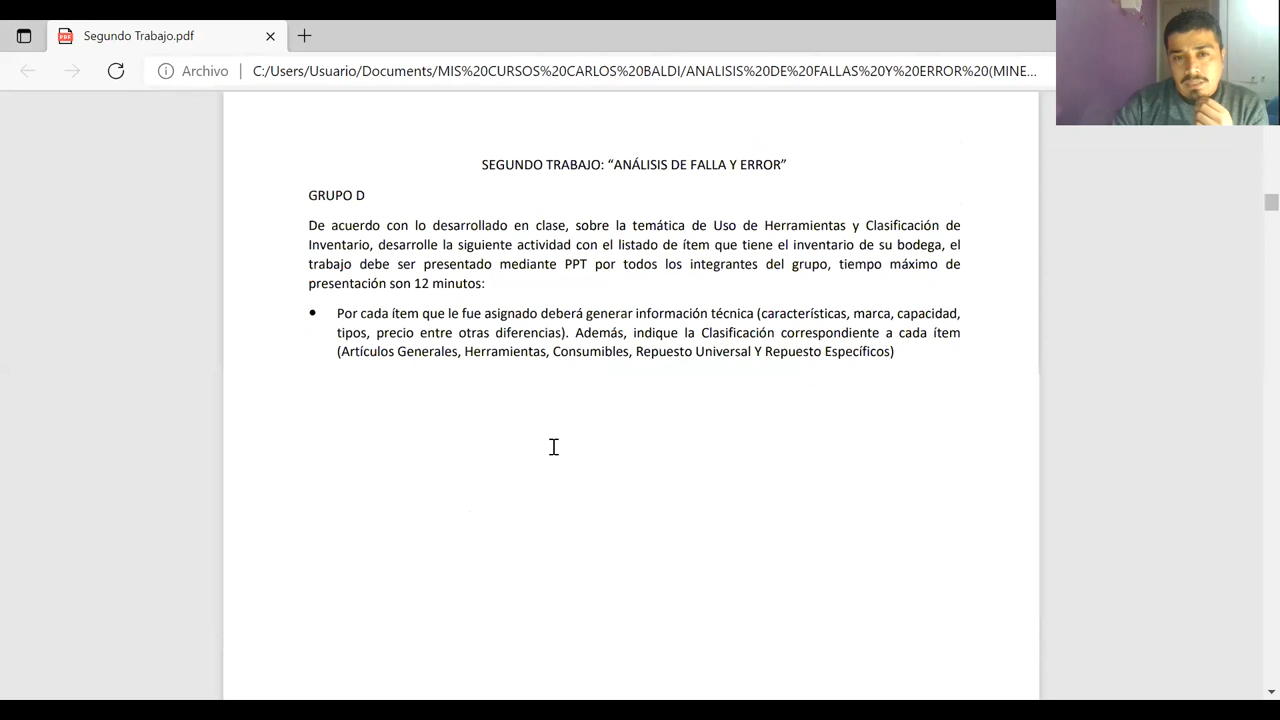 Segundo Trabajo.pdf
Archivo
C:/Users/Usuario/Documents/MIS%20CURSOS%20CARLOS%20BALDI/ANALISIS%20DE%20FALLAS%20Y%20ERROR%20(MINE...
SEGUNDO TRABAJO: “ANÁLISIS DE FALLA Y ERROR”
GRUPO D
De acuerdo con lo desarrollado en clase, sobre la temática de Uso de Herramientas y Clasificación de
Inventario, desarrolle la siguiente actividad con el listado de ítem que tiene el inventario de su bodega, el
trabajo debe ser presentado mediante PPT por todos los integrantes del grupo, tiempo máximo de
presentación son 12 minutos:
• Por cada ítem que le fue asignado deberá generar información técnica (características, marca, capacidad,
tipos, precio entre otras diferencias). Además, indique la Clasificación correspondiente a cada ítem
(Artículos Generales, Herramientas, Consumibles, Repuesto Universal Y Repuesto Específicos)